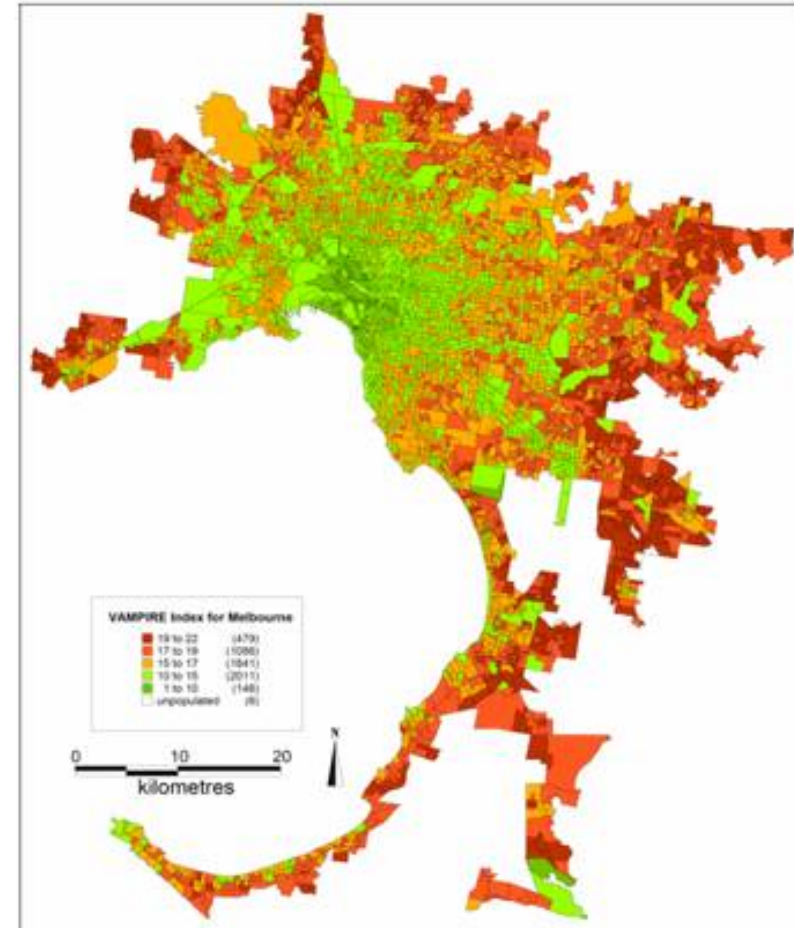 VAMPIRE Index for Melbourne
19 to 22 (479)
17 to 19 (1086)
15 to 17 (1641)
10 to 15 (2011)
1 to 10 (146)
unpopulated
N
0 10 20
kilometres